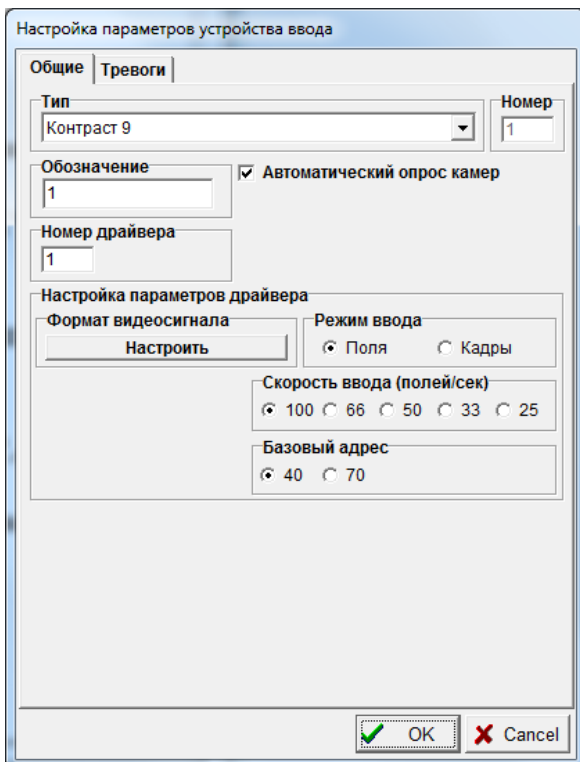 Настройка параметров устройства ввода
Общие Тревоги
Тип Номер
Контраст 9 1
Обозначение
1 Автоматический опрос камер
Номер драйвера
1
Настройка параметров драйвера
Формат видеосигнала Режим ввода
Настроить Поля Кадры
Скорость ввода (полей/сек)
100 66 50 33 25
Базовый адрес
40 70
OK Cancel